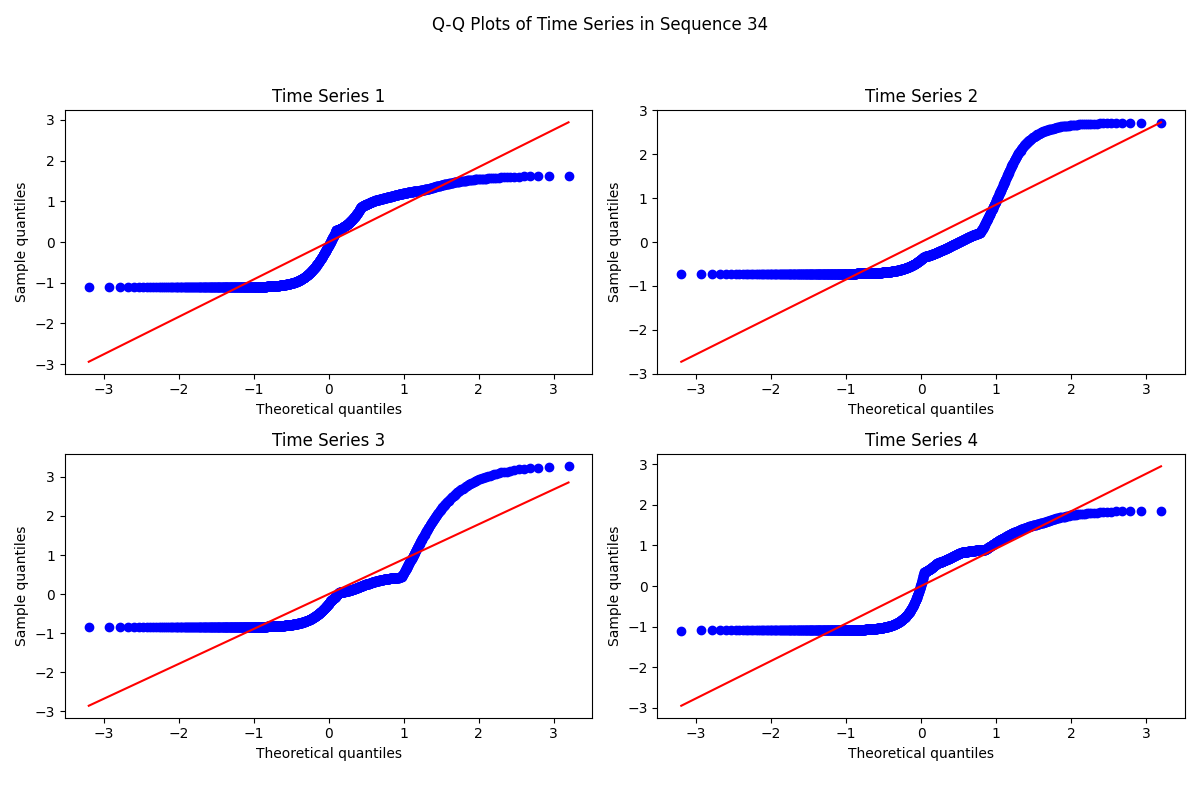 Q-Q Plots of Time Series in Sequence 34
Time Series 1
Sample quantiles
3
2
1
0
−1
−2
−3
−3 −2 −1 0 1 2 3
Theoretical quantiles
Time Series 2
Sample quantiles
3
2
1
0
−1
−2
−3
−3 −2 −1 0 1 2 3
Theoretical quantiles
Time Series 3
Sample quantiles
3
2
1
0
−1
−2
−3
−3 −2 −1 0 1 2 3
Theoretical quantiles
Time Series 4
Sample quantiles
3
2
1
0
−1
−2
−3
−3 −2 −1 0 1 2 3
Theoretical quantiles